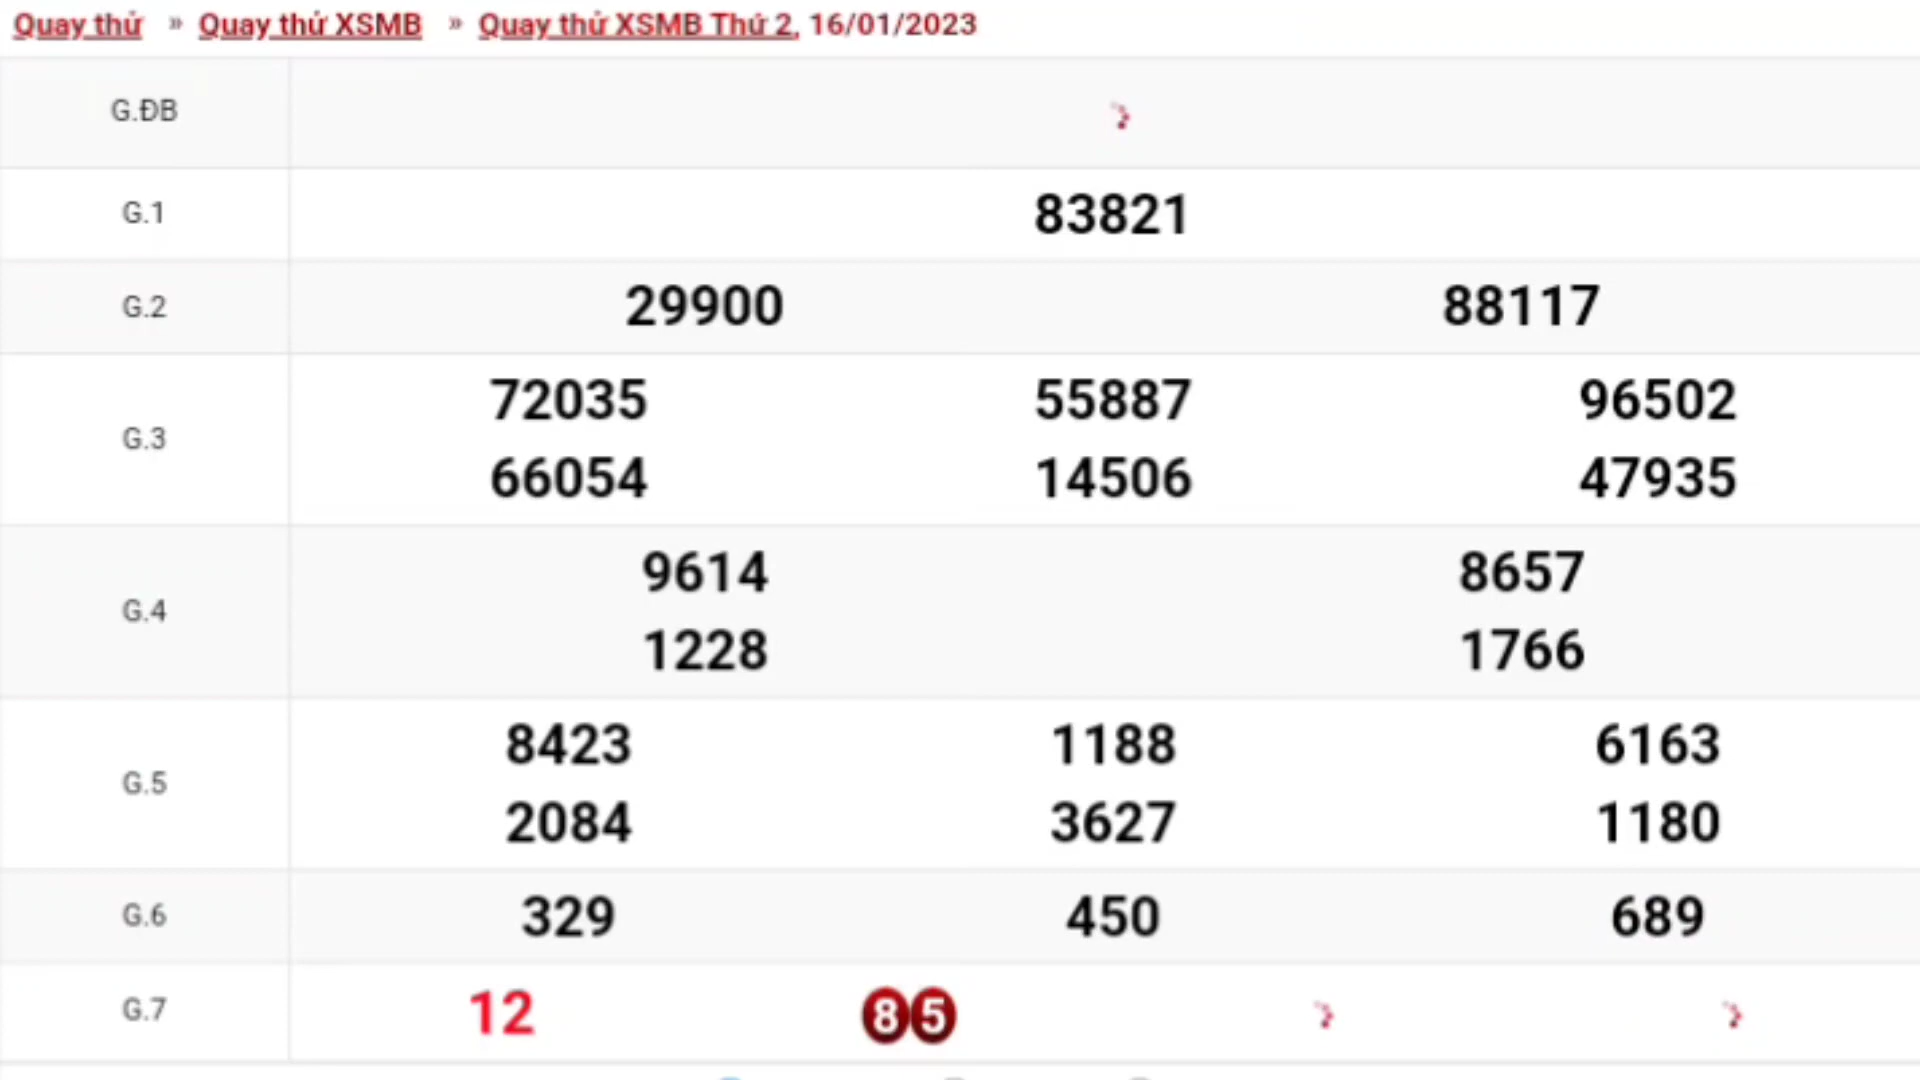 Quay thử » Quay thử XSMB » Quay thử XSMB Thứ 2, 16/01/2023
G.ĐB
G.1 83821
G.2 29900 88117
G.3
72035 55887 96502
66054 14506 47935
G.4
9614 8657
1228 1766
G.5
8423 1188 6163
2084 3627 1180
G.6 329 450 689
G.7 12 85